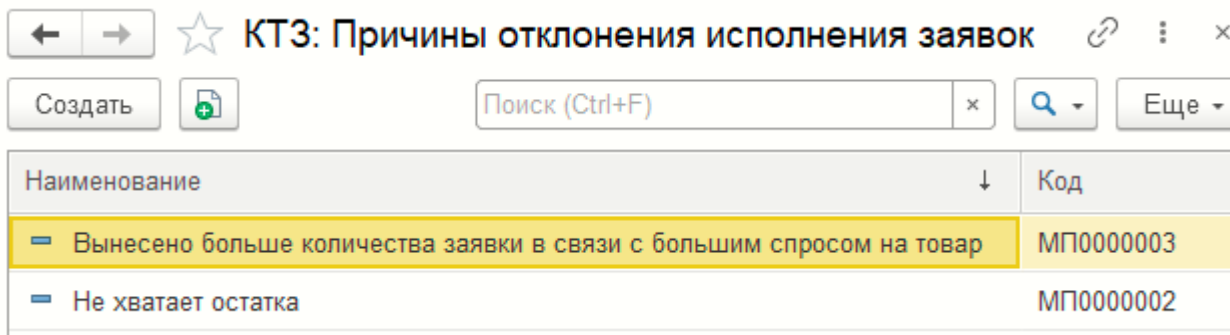 КТЗ: Причины отклонения исполнения заявок
Создать Поиск (Ctrl+F) × Еще
Наименование ↓ Код
Вынесено больше количества заявки в связи с большим спросом на товар МП0000003
Не хватает остатка МП0000002